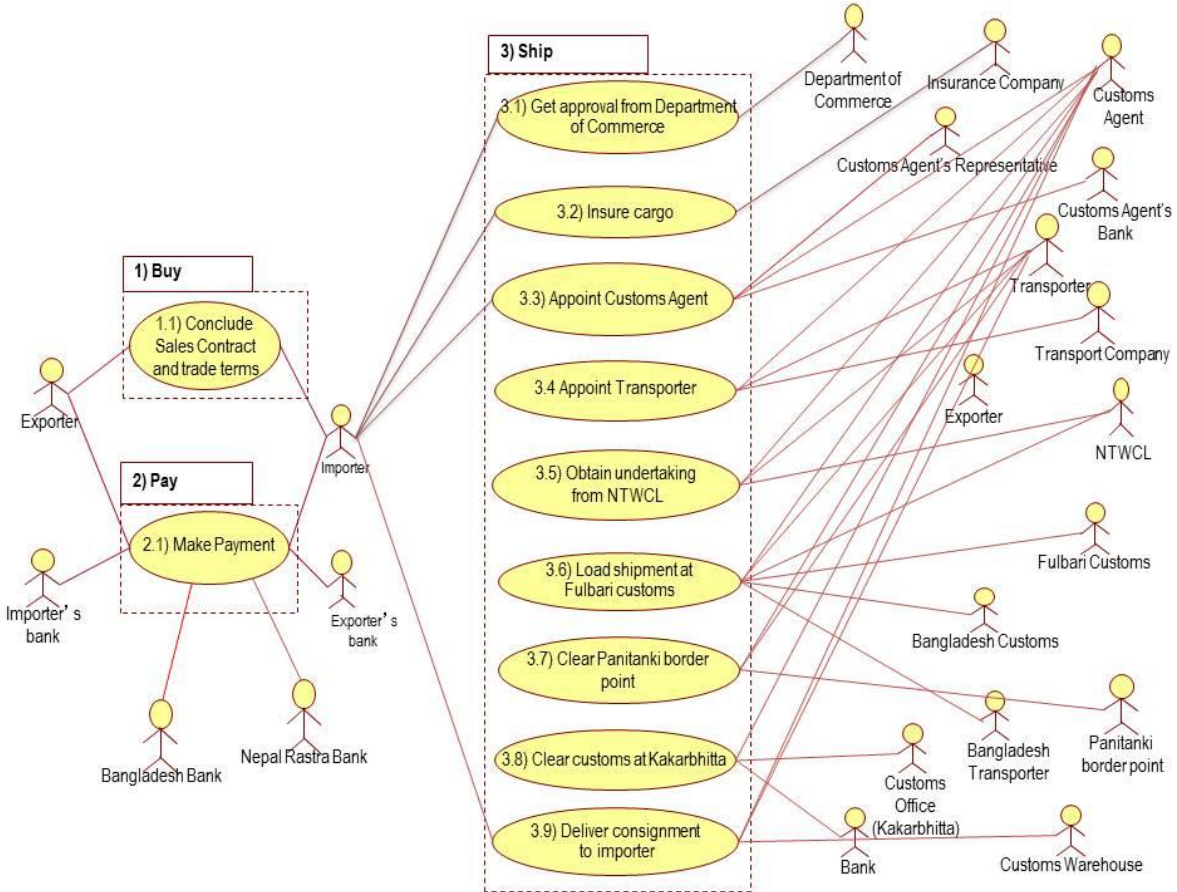 3) Ship
Department of
Commerce
Insurance Company
Customs
Agent
3.1) Get approval from Department
of Commerce
Customs Agent's Representative
3.2) Insure cargo
Customs Agent's
Bank
1) Buy
3.3) Appoint Customs Agent
Transporter
1.1) Conclude
Sales Contract
and trade terms
Transport Company
3.4 Appoint Transporter
Exporter
Exporter
Importer
NTWCL
2) Pay
3.5) Obtain undertaking
from NTWCL
2.1) Make Payment
Fulbari Customs
3.6) Load shipment at
Fulbari customs
Importer's
bank
Exporter's
bank
Bangladesh Customs
3.7) Clear Panitanki border
point
Nepal Rastra Bank
Bangladesh Bank
Bangladesh
Transporter
Panitanki
border point
3.8) Clear customs at Kakarbhitta
Customs
Office
(Kakarbhitta)
3.9) Deliver consignment
to importer
Bank
Customs Warehouse